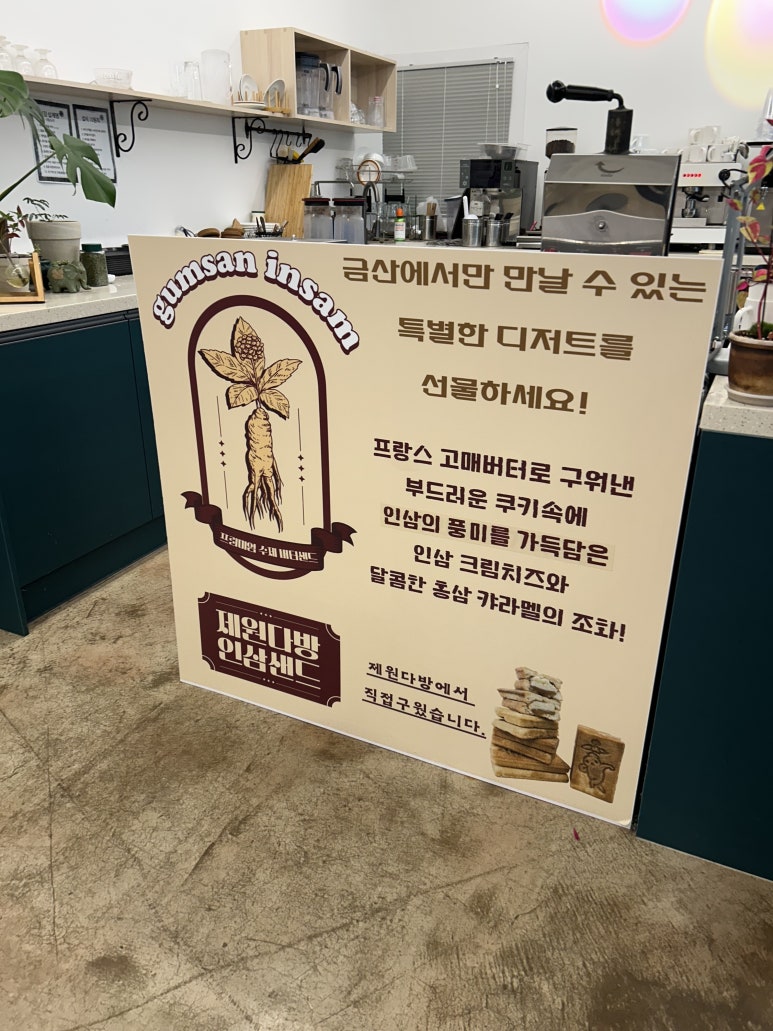 gumsan insam
프리미엄 수제 버터샌드
제원다방
인삼샌드
금산에서만 만날 수 있는
특별한 디저트를
선물하세요!
프랑스 고매버터로 구워낸
부드러운 쿠키속에
인삼의 풍미를 가득담은
인삼 크림치즈와
달콤찬 홍삼 캬라멜의 조화!
제원다방에서
직접구웠습니다.